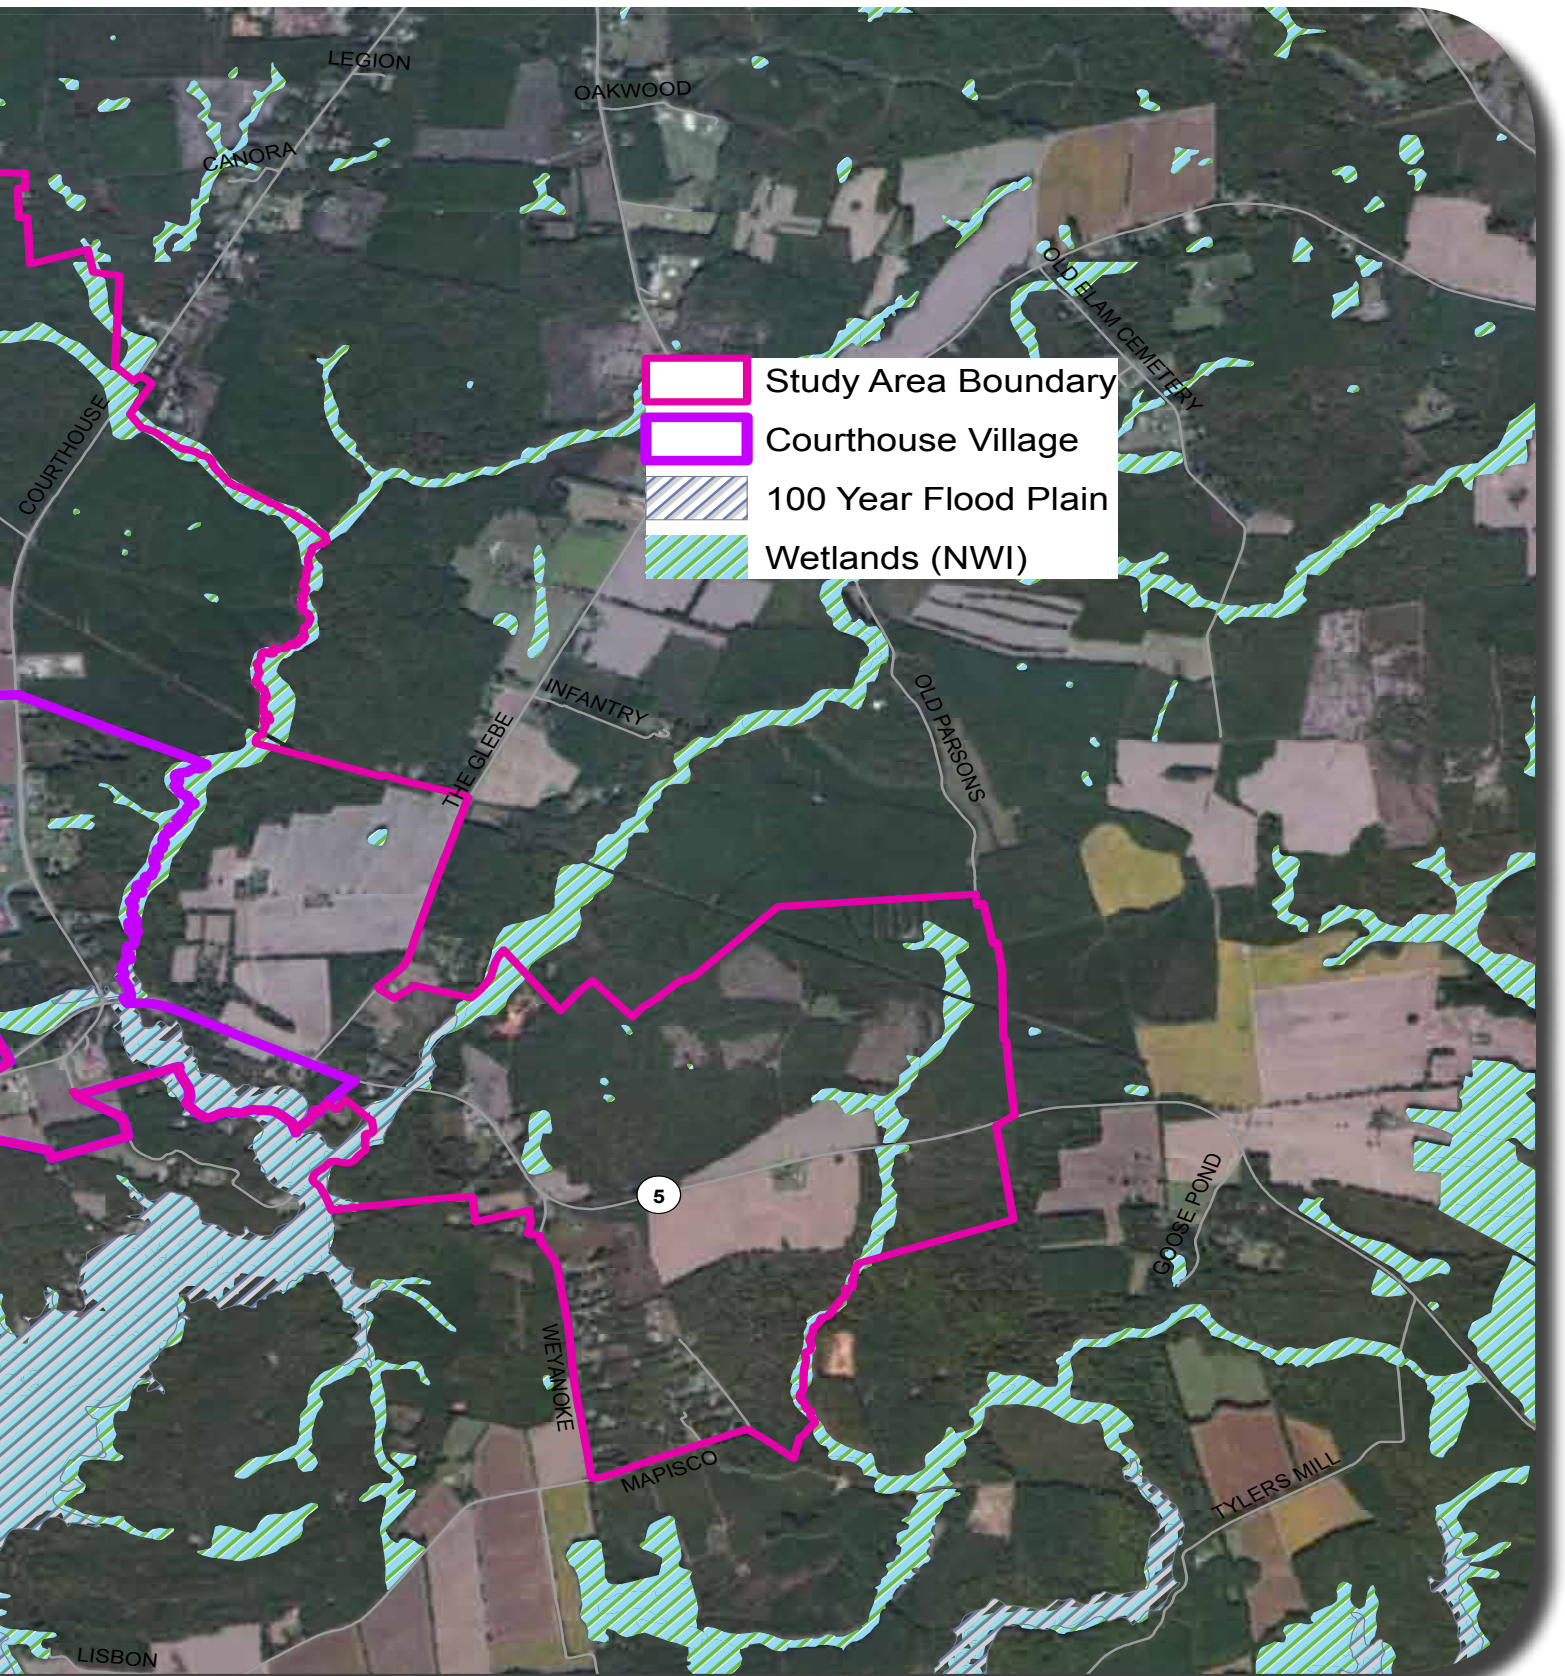 LEGION
OAKWOOD
CANORA
OLD ELAM CEMETERY
COURTHOUSE
Study Area Boundary
Courthouse Village
100 Year Flood Plain
Wetlands (NWI)
INFANTRY
THE GLEBE
OLD PARSONS
5
GOOSE POND
WEYANOKE
MAPISCO
TYLERS MILL
LISBON